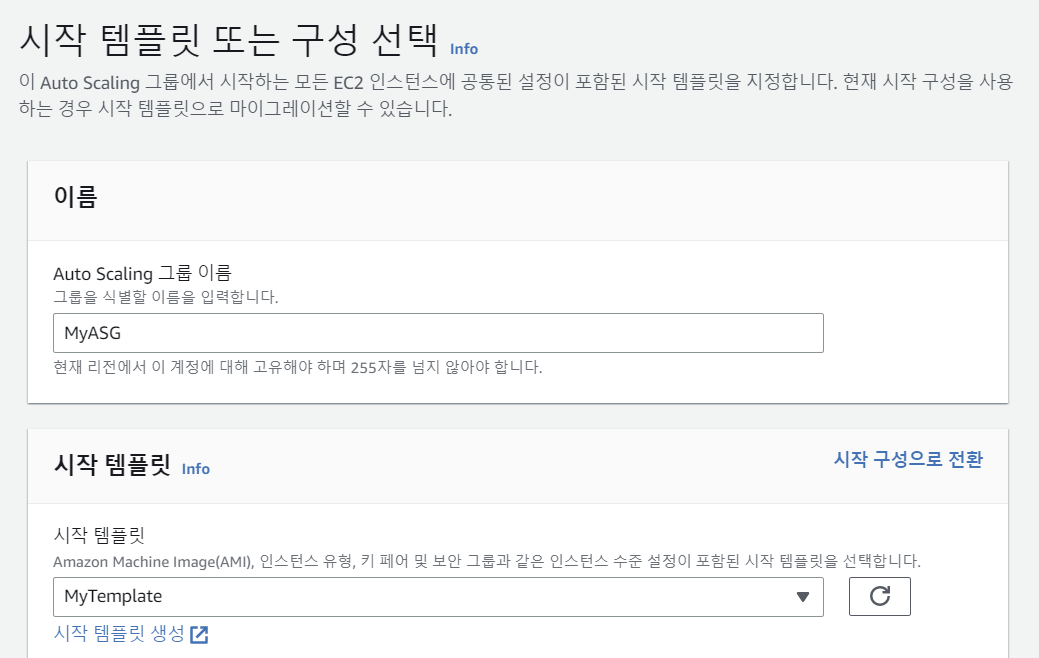 시작 템플릿 또는 구성 선택 Info
이 Auto Scaling 그룹에서 시작하는 모든 EC2 인스턴스에 공통된 설정이 포함된 시작 템플릿을 지정합니다. 현재 시작 구성을 사용
하는 경우 시작 템플릿으로 마이그레이션할 수 있습니다.
이름
Auto Scaling 그룹 이름
그룹을 식별할 이름을 입력합니다.
MyASG
현재 리전에서 이 계정에 대해 고유해야 하며 255자를 넘지 않아야 합니다.
시작 템플릿 Info
시작 구성으로 전환
시작 템플릿
Amazon Machine Image(AMI), 인스턴스 유형, 키 페어 및 보안 그룹과 같은 인스턴스 수준 설정이 포함된 시작 템플릿을 선택합니다.
MyTemplate
시작 템플릿 생성